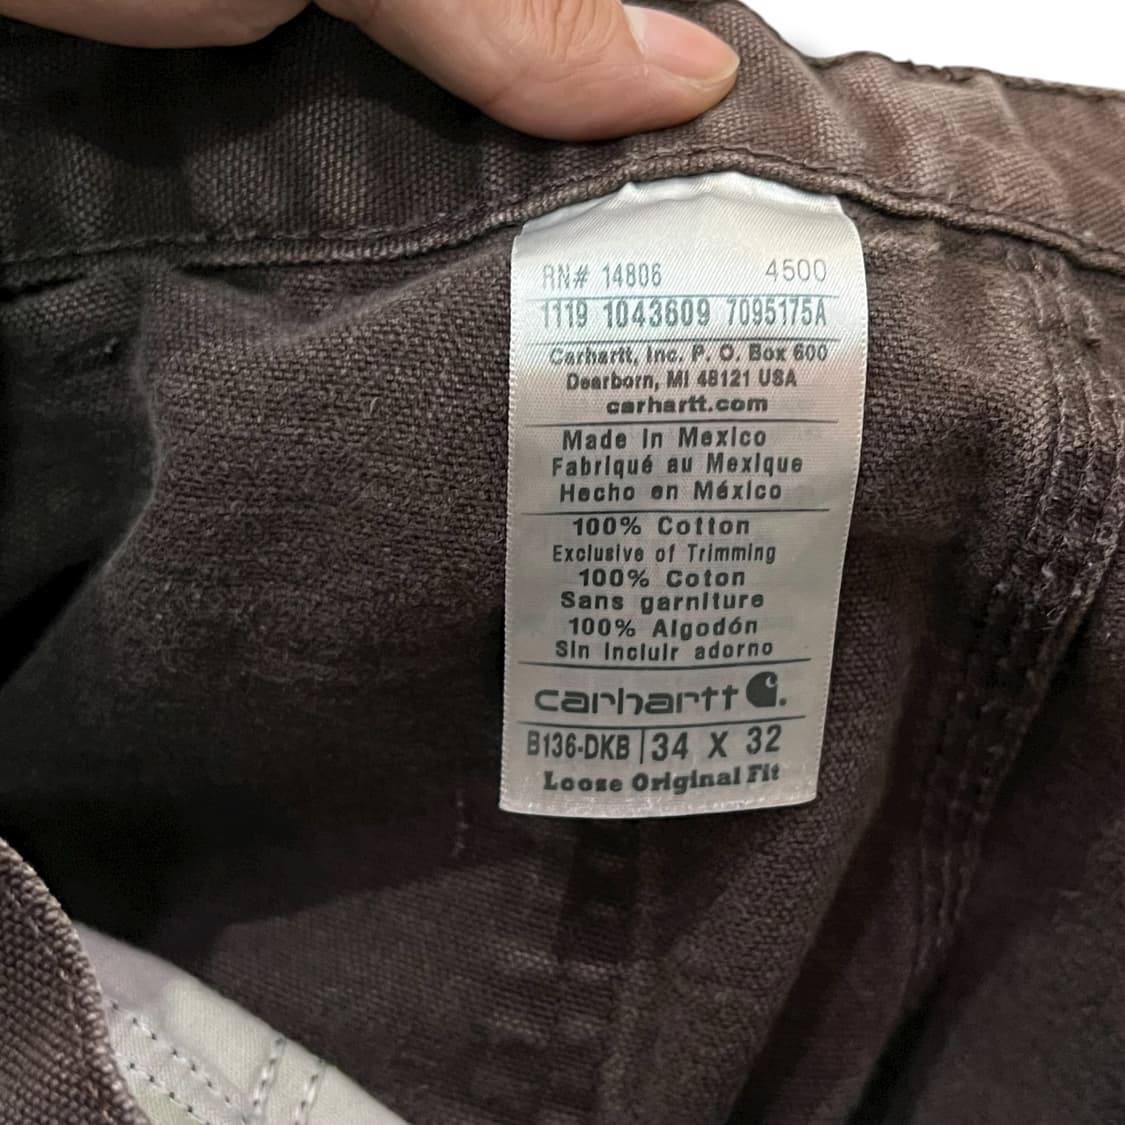 RN# 14806 4500
1119 1043609 7095175A
Carhartt, Inc. P. O. Box 600
Dearborn, MI 48121 USA
carhartt.com
Made in Mexico
Fabriqué au Mexique
Hecho en México
100% Cotton
Exclusive of Trimming
100% Coton
Sans garniture
100% Algodón
Sin incluir adorno
carhartt
B136-DKB | 34 X 32
Loose Original Fit